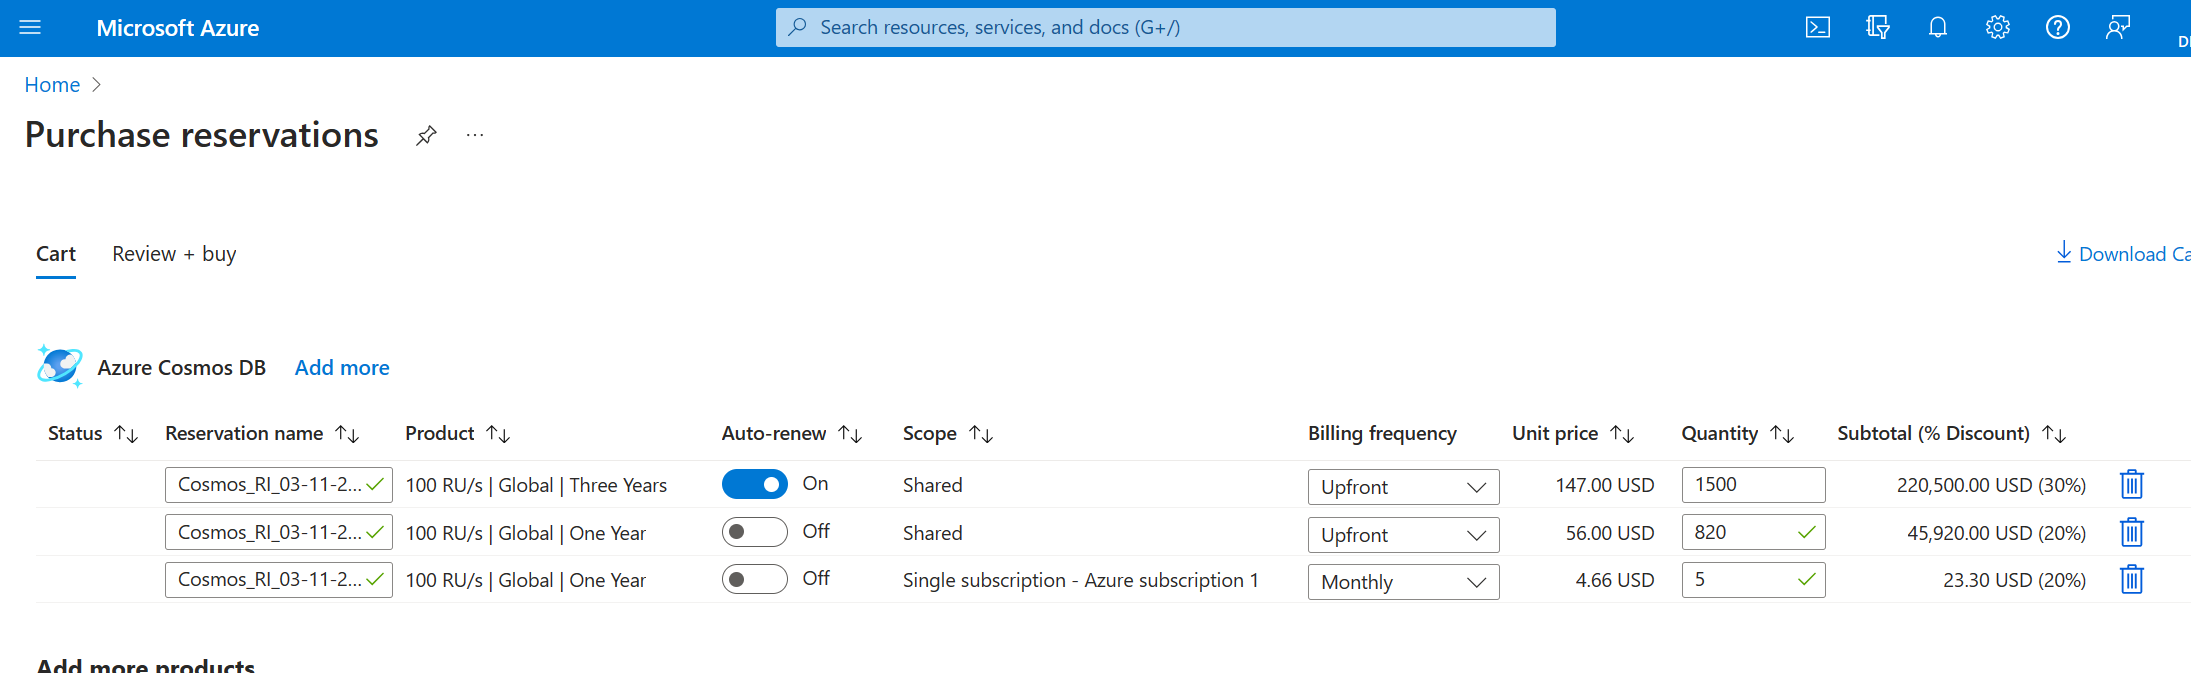 Microsoft Azure
Search resources, services, and docs (G+/)
Home
Purchase reservations
Cart
Review + buy
Download Ca
Azure Cosmos DB
Add more
Status Reservation name Product Auto-renew Scope Billing frequency Unit price Quantity Subtotal (% Discount)
Cosmos_RI_03-11-2... 100 RU/s | Global | Three Years On Shared Upfront 147.00 USD 1500 220,500.00 USD (30%)
Cosmos_RI_03-11-2... 100 RU/s | Global | One Year Off Shared Upfront 56.00 USD 820 45,920.00 USD (20%)
Cosmos_RI_03-11-2... 100 RU/s | Global | One Year Off Single subscription - Azure subscription 1 Monthly 4.66 USD 5 23.30 USD (20%)
Add more products